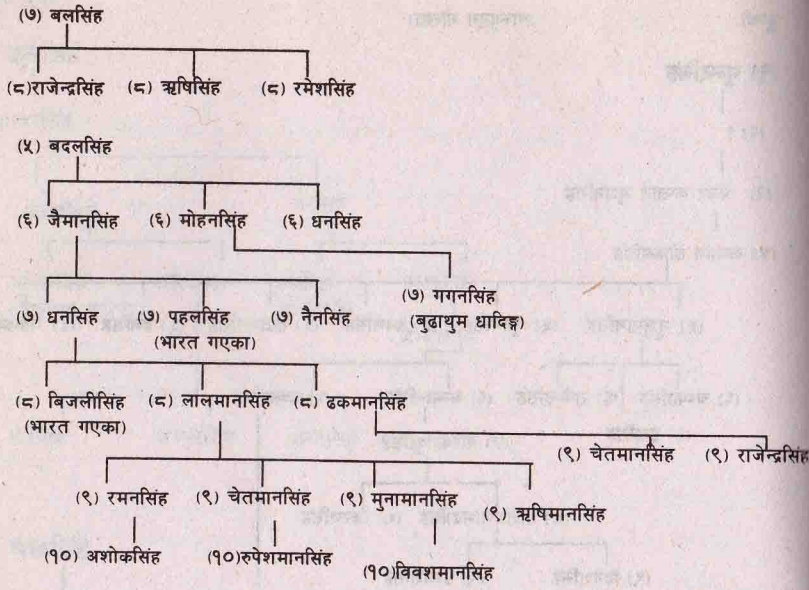 (७) बलसिंह
(८)राजेन्द्रसिंह (८) ऋषिसिंह (८) रमेशसिंह
(५) बदलसिंह
(६) जैमानसिंह (६) मोहनसिंह (६) धनसिंह
(७) धनसिंह (७) पहलसिंह (७) नैनसिंह (७) गगनसिंह
(भारत गएका) (बुढाथुम धादिङ्ग)
(८) बिजलीसिंह (८) लालमानसिंह (८) ढकमानसिंह
(भारत गएका)
(९) चेतमानसिंह (९) राजेन्द्रसिंह
(९) रमनसिंह (९) चेतमानसिंह (९) मुनामानसिंह (९) ऋषिमानसिंह
(१०) अशोकसिंह (१०)रुपेशमानसिंह (१०)विवशमानसिंह